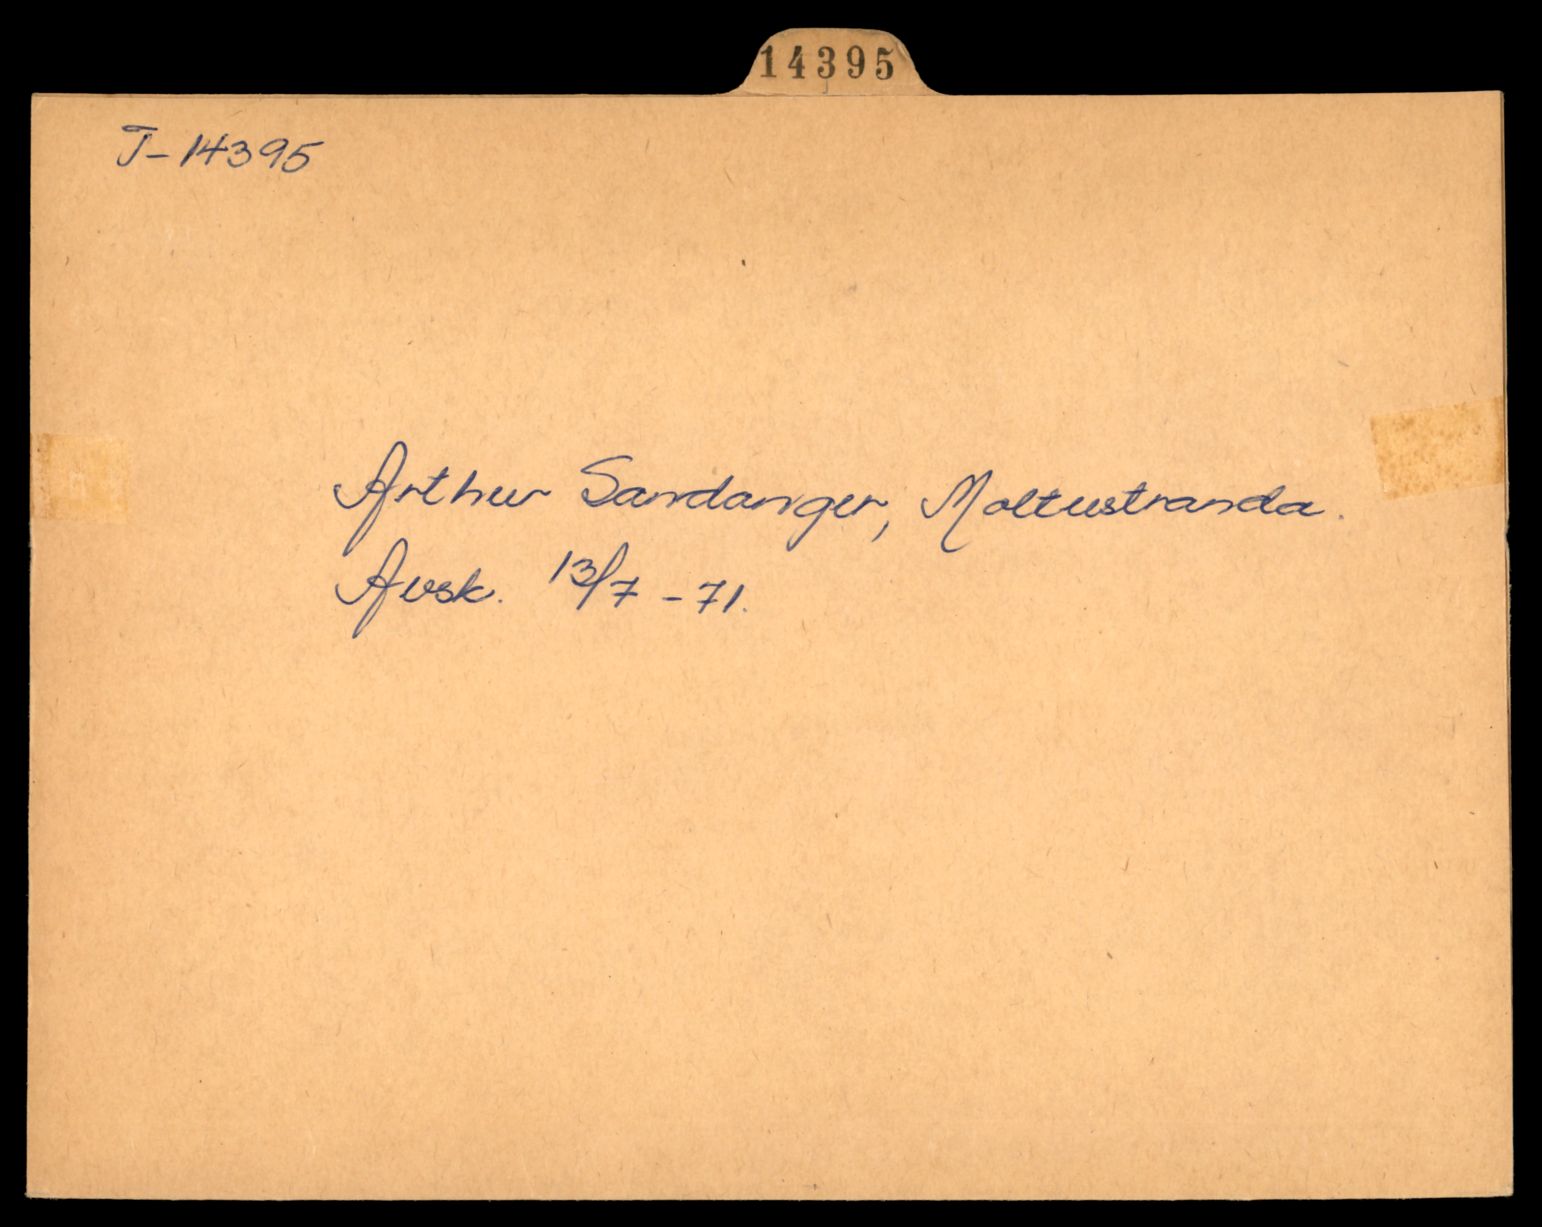 14395
T-14395
Arthur Sandanger, Moltustranda.
Avsk. 13/7 - 71.